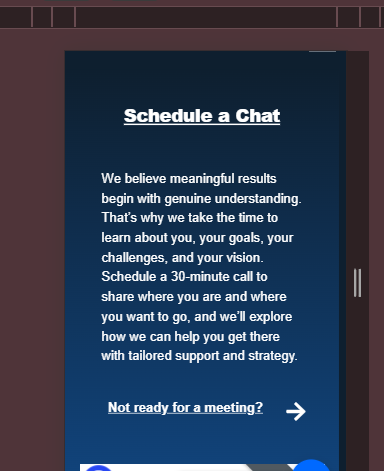 Schedule a Chat
We believe meaningful results
begin with genuine understanding.
That's why we take the time to
learn about you, your goals, your
challenges, and your vision.
Schedule a 30-minute call to
share where you are and where
you want to go, and we'll explore
how we can help you get there
with tailored support and strategy.
Not ready for a meeting?